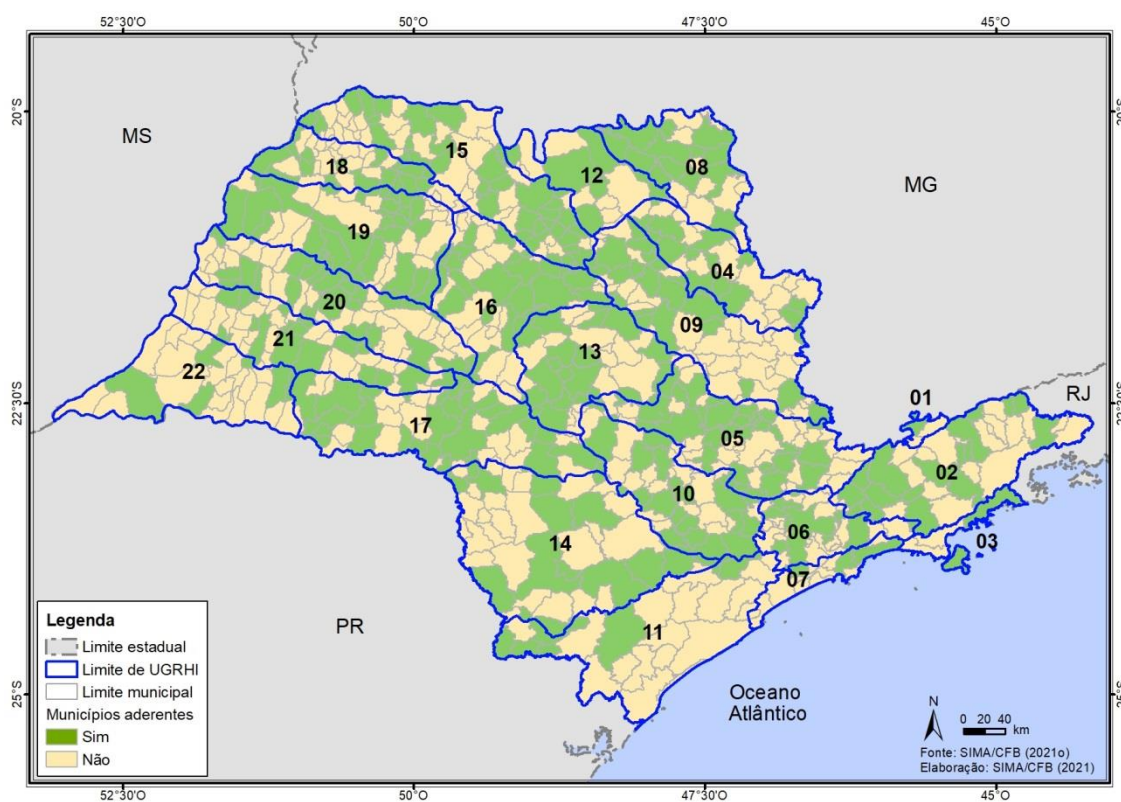 52°30'O 50°O 47°30'O 45°O
20°S 20°S
MS
MG
15
18
12
08
19
04
20
16
09
21
13
22
22°30'S 22°30'S
01
RJ
17
05
02
10
06
03
14
07
11
PR
Legenda
Limite estadual
Limite de UGRHI
Limite municipal
Municípios aderentes
Sim
Não
25°S 25°S
Oceano
Atlântico
N
0 20 40
km
Fonte: SIMA/CFB (2021o)
Elaboração: SIMA/CFB (2021)
52°30'O 50°O 47°30'O 45°O